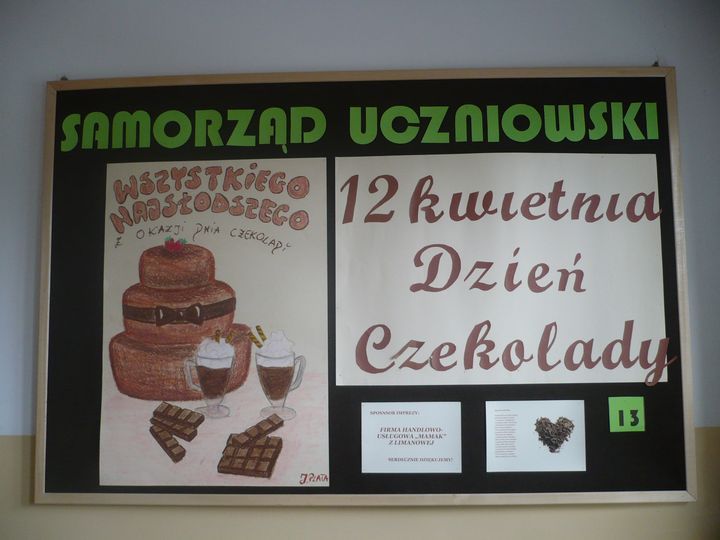 SAMORZĄD UCZNIOWSKI
WSZYSTKIEGO
NAJSŁODSZEGO
Z OKAZJI DNIA CZEKOLADY
J. PIATA
12 kwietnia
Dzień
Czekolady
SPONSOR IMPREZY:
FIRMA HANDLOWO-
USŁUGOWA „MAMAK”
Z LIMANOWEJ
SERDECZNIE DZIĘKUJEMY!
13